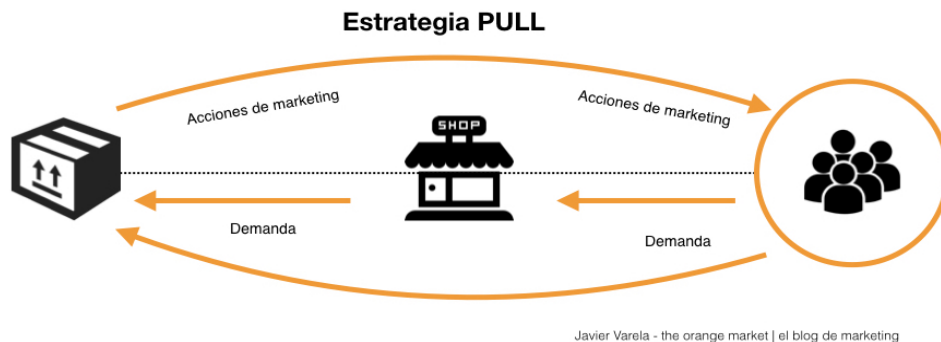 Estrategia PULL
Acciones de marketing
Acciones de marketing
SHOP
Demanda
Demanda
Javier Varela - the orange market | el blog de marketing